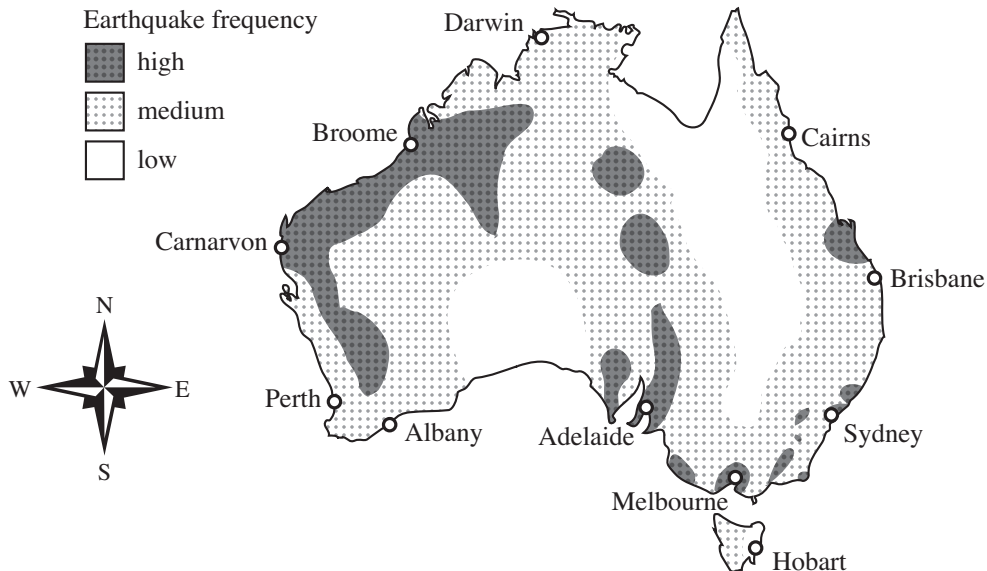 Earthquake frequency
high
medium
low
Darwin
Broome
Cairns
Carnarvon
Brisbane
N
W
E
S
Perth
Albany
Adelaide
Sydney
Melbourne
Hobart